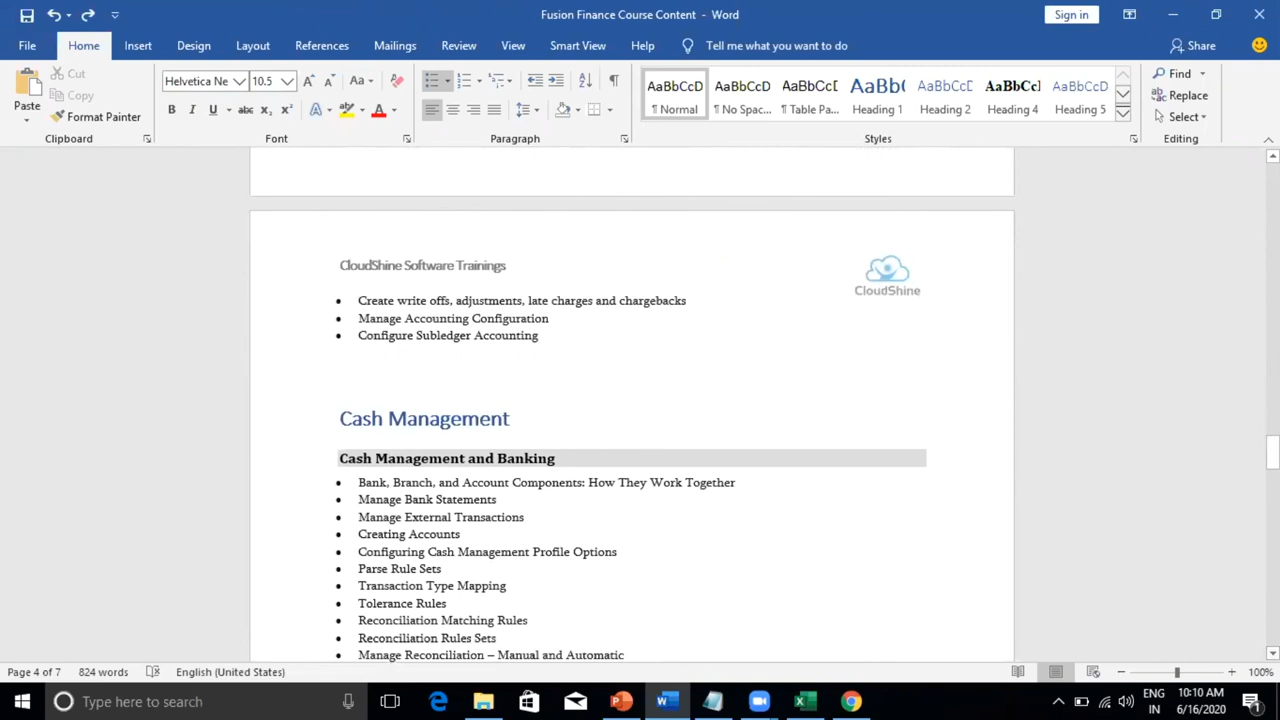 Fusion Finance Course Content - Word
Sign in
File Home Insert Design Layout References Mailings Review View Smart View Help Tell me what you want to do Share
Paste
Cut
Copy
Format Painter
Clipboard
Helvetica Ne 10.5
Font
Paragraph
AaBbCcD AaBbCcD AaBbCcD AaBb( AaBbCcD AaBbCcI AaBbCcD
¶ Normal ¶ No Spac... ¶ Table Pa... Heading 1 Heading 2 Heading 4 Heading 5
Styles
Find
Replace
Select
Editing
CloudShine Software Trainings
CloudShine
• Create write offs, adjustments, late charges and chargebacks
• Manage Accounting Configuration
• Configure Subledger Accounting
Cash Management
Cash Management and Banking
• Bank, Branch, and Account Components: How They Work Together
• Manage Bank Statements
• Manage External Transactions
• Creating Accounts
• Configuring Cash Management Profile Options
• Parse Rule Sets
• Transaction Type Mapping
• Tolerance Rules
• Reconciliation Matching Rules
• Reconciliation Rules Sets
• Manage Reconciliation – Manual and Automatic
Page 4 of 7 824 words English (United States) 100%
Type here to search
ENG
IN
10:10 AM
6/16/2020